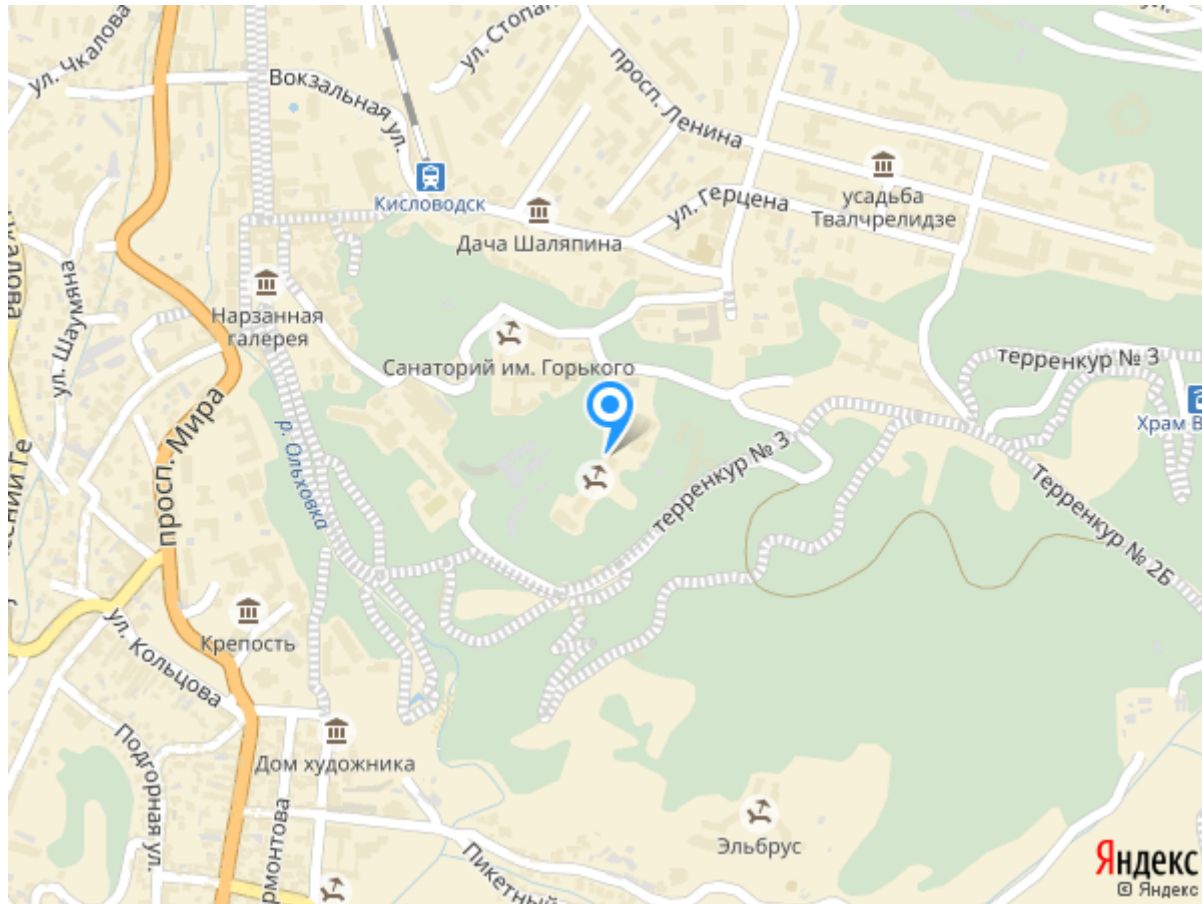 ул. Чкалова
ул. Стопан
Вокзальная ул.
просп. Ленина
Кисловодск
Дача Шаляпина
ул. Герцена
усадьба
Твалчрелидзе
ул. Шаумяна
Нарзанная
галерея
Санаторий им. Горького
терренкур № 3
Храм В
просп. Мира
р. Ольховка
терренкур № 3
Терренкур № 2Б
Крепость
ул. Кольцова
Подгорная ул.
Дом художника
Эльбрус
Пикетный
Яндекс
© Яндекс